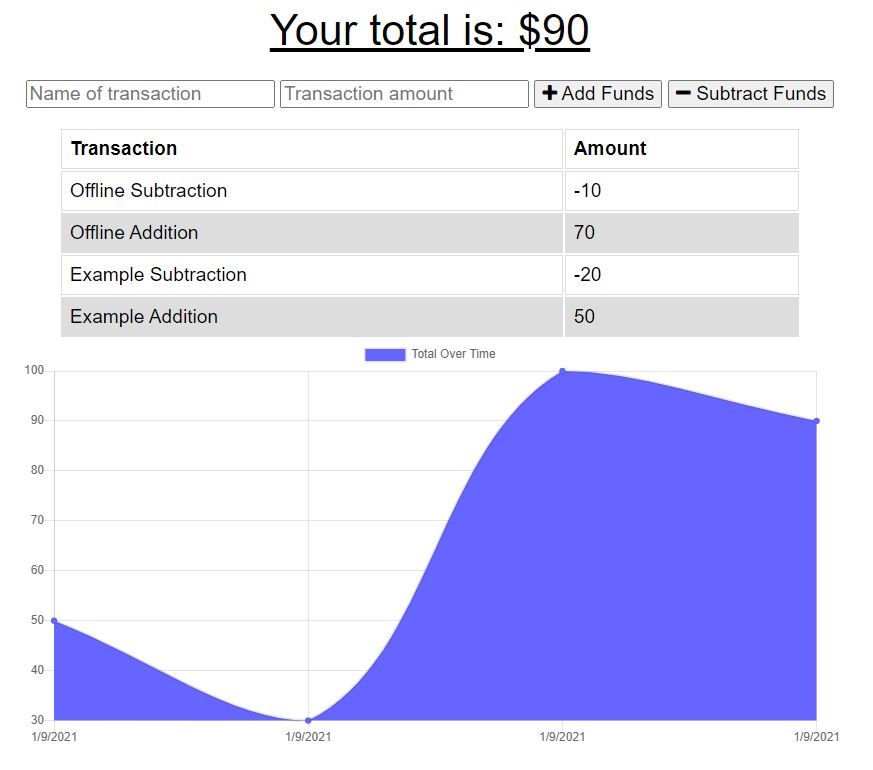 Your total is: $90
Name of transaction Transaction amount Add Funds Subtract Funds
Transaction Amount
Offline Subtraction -10
Offline Addition 70
Example Subtraction -20
Example Addition 50
Total Over Time
100
90
80
70
60
50
40
30
1/9/2021 1/9/2021 1/9/2021 1/9/2021